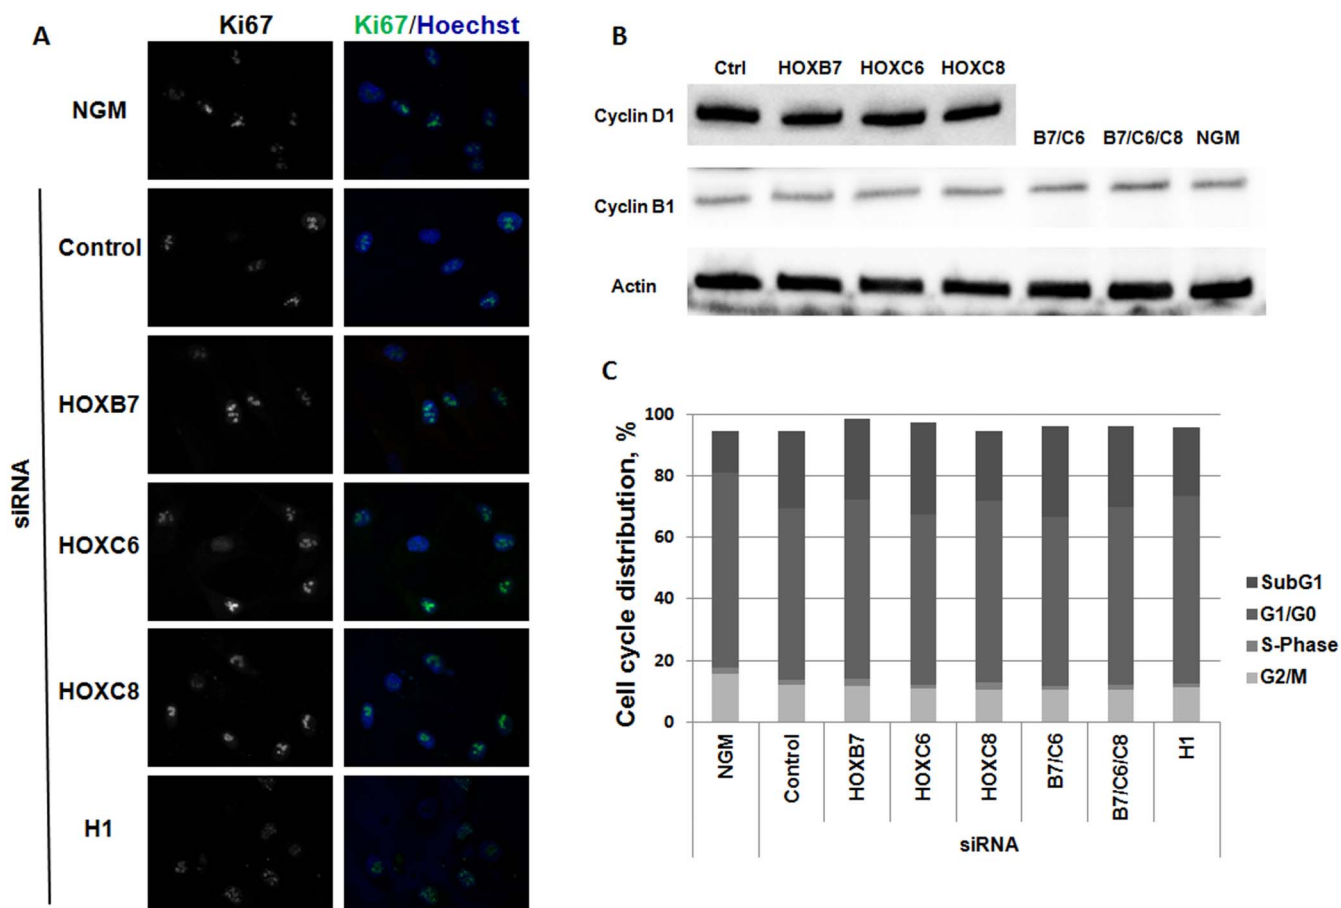 A
Ki67
Ki67/Hoechst
NGM
siRNA
Control
HOXB7
HOXC6
HOXC8
H1
B
Ctrl HOXB7 HOXC6 HOXC8
Cyclin D1
B7/C6 B7/C6/C8 NGM
Cyclin B1
Actin
C
Cell cycle distribution, %
100
80
60
40
20
0
SubG1
G1/G0
S-Phase
G2/M
NGM
Control
HOXB7
HOXC6
HOXC8
B7/C6
B7/C6/C8
H1
siRNA